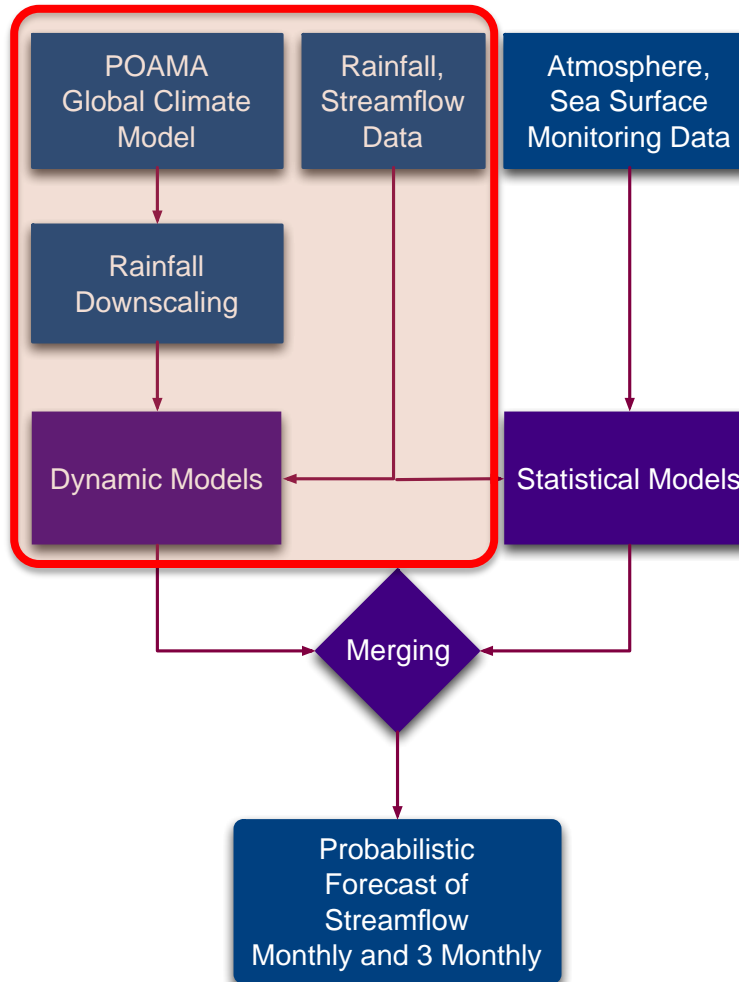 POAMA
Global Climate
Model
Rainfall,
Streamflow
Data
Atmosphere,
Sea Surface
Monitoring Data
Rainfall
Downscaling
Dynamic Models
Statistical Models
Merging
Probabilistic
Forecast of
Streamflow
Monthly and 3 Monthly